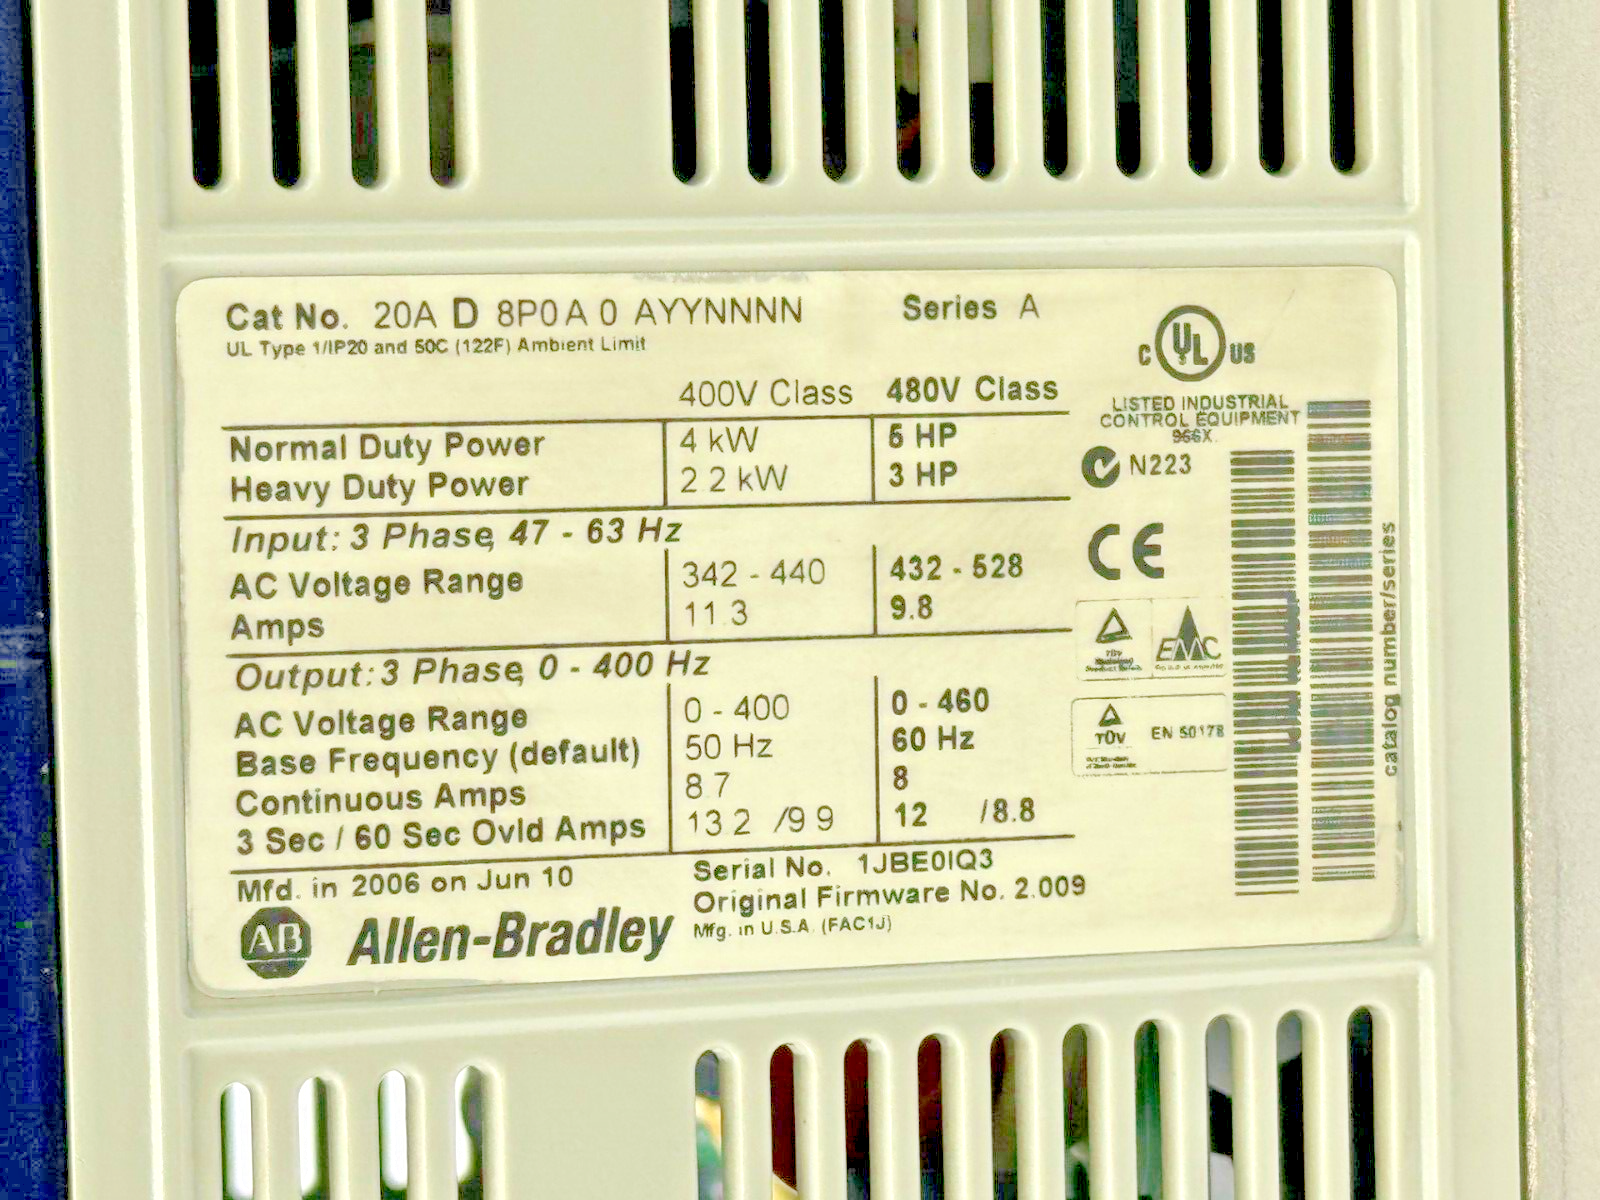 Cat No. 20A D 8P0 A 0 AYYNNNN Series A
UL Type 1/IP20 and 50C (122F) Ambient Limit
400V Class 480V Class
Normal Duty Power 4 kW 5 HP
Heavy Duty Power 2 2 kW 3 HP
Input: 3 Phase, 47 - 63 Hz
AC Voltage Range 342 - 440 432 - 528
Amps 11.3 9.8
Output: 3 Phase, 0 - 400 Hz
AC Voltage Range 0 - 400 0 - 460
Base Frequency (default) 50 Hz 60 Hz
Continuous Amps 8.7 8
3 Sec / 60 Sec Ovld Amps 13 2 /9 9 12 /8.8
Mfd. in 2006 on Jun 10
Serial No. 1JBE0IQ3
Original Firmware No. 2.009
Mfg. in U.S.A. (FAC1J)
AB Allen-Bradley
C UL US
LISTED INDUSTRIAL
CONTROL EQUIPMENT
966X
N223
CE
EMC
TÜV
EN 50178
catalog number/series